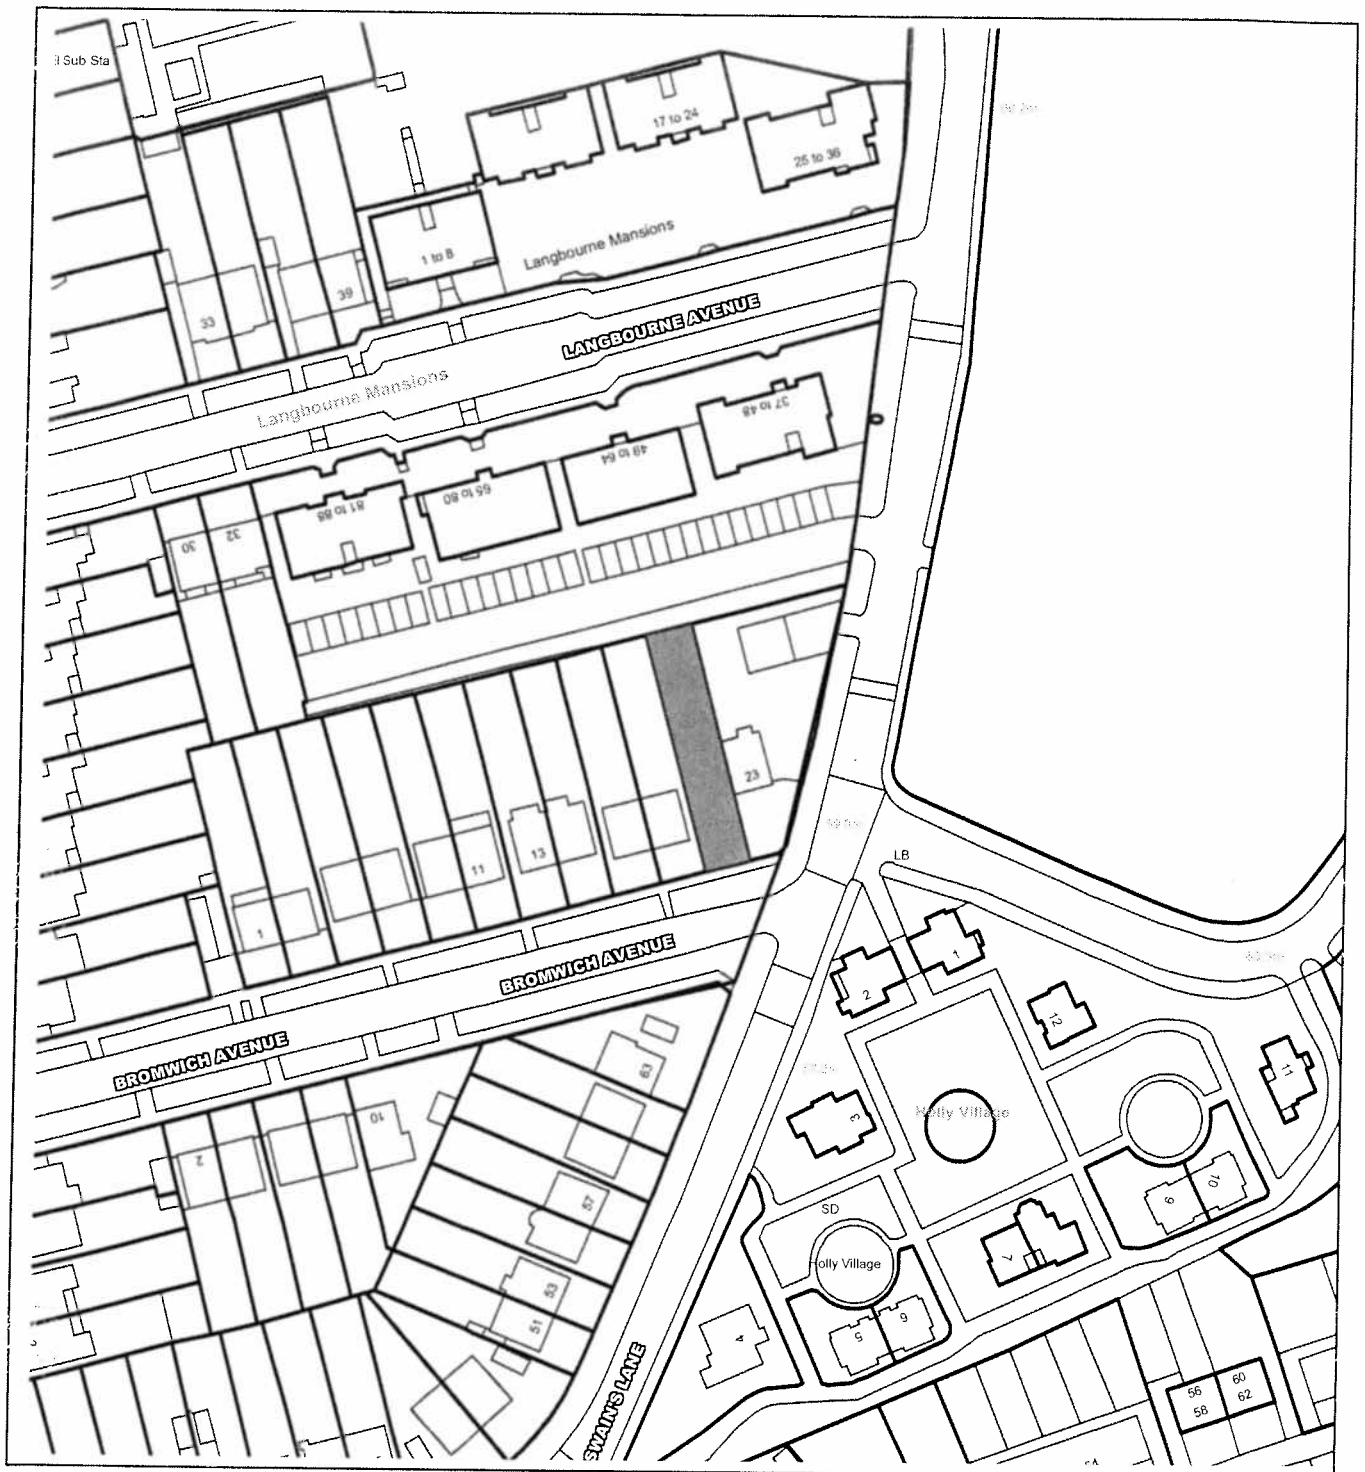 l Sub Sta
17 to 24
25 to 36
1 to 8
Langbourne Mansions
33
39
LANGBOURNE AVENUE
Langbourne Mansions
37 to 48
49 to 64
65 to 80
81 to 88
30
32
23
LB
1
11
13
BROMWICH AVENUE
BROMWICH AVENUE
1
2
12
11
63
Holly Village
3
10
2
57
SD
Holly Village
9
10
7
53
51
4
5
6
SWAIN'S LANE
56
58
60
62